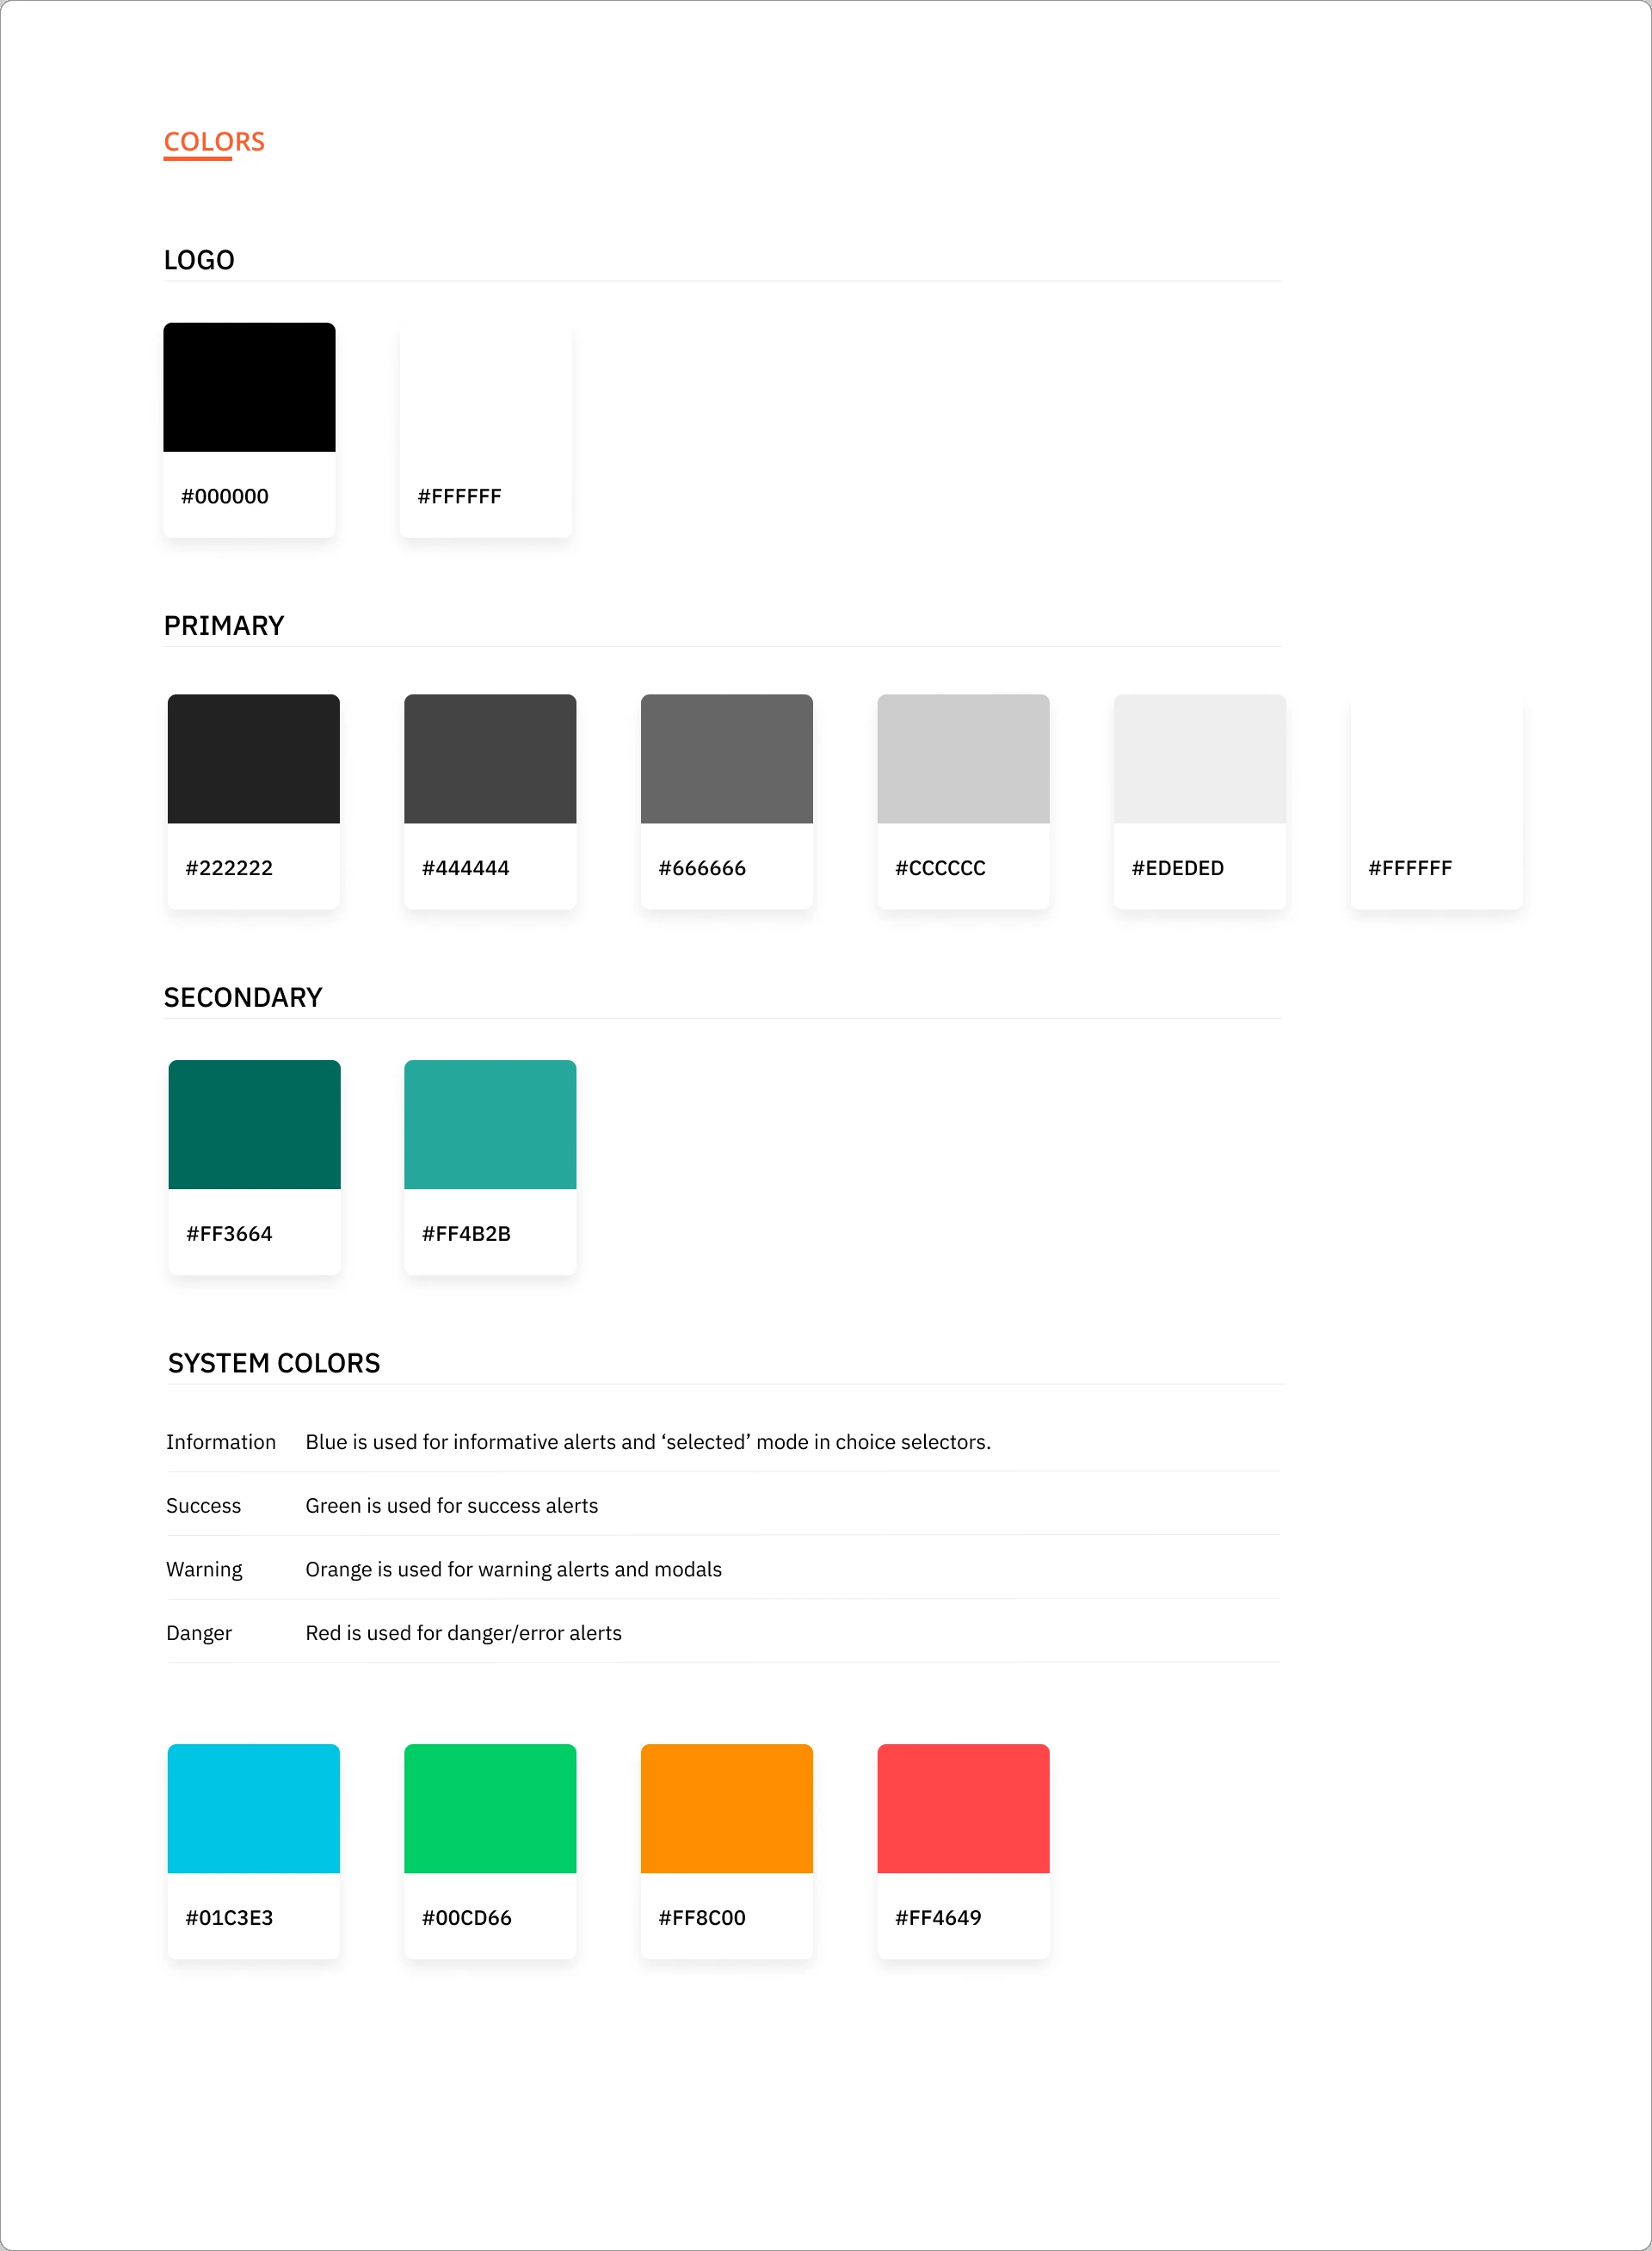 COLORS
LOGO
#000000 #FFFFFF
PRIMARY
#222222 #444444 #666666 #CCCCCC #EDEDED #FFFFFF
SECONDARY
#FF3664 #FF4B2B
SYSTEM COLORS
Information Blue is used for informative alerts and ‘selected’ mode in choice selectors.
Success Green is used for success alerts
Warning Orange is used for warning alerts and modals
Danger Red is used for danger/error alerts
#01C3E3 #00CD66 #FF8C00 #FF4649